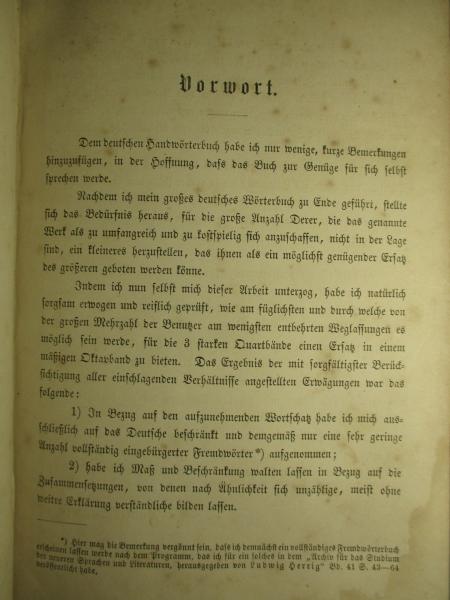 Vorwort.
Dem deutschen Handwörterbuch habe ich nur wenige, kurze Bemerkungen
hinzuzufügen, in der Hoffnung, daſs das Buch zur Genüge für sich selbst
sprechen werde.
Nachdem ich mein großes deutsches Wörterbuch zu Ende geführt, stellte
sich das Bedürfnis heraus, für die große Anzahl Derer, die das genannte
Werk als zu umfangreich und zu kostspielig sich anzuschaffen, nicht in der Lage
sind, ein kleineres herzustellen, das ihnen als ein möglichst genügender Ersatz
des größeren geboten werden könne.
Indem ich nun selbst mich dieser Arbeit unterzog, habe ich natürlich
sorgsam erwogen und reiflich geprüft, wie am füglichsten und durch welche von
der großen Mehrzahl der Benutzer am wenigsten entbehrten Weglassungen es
möglich sein werde, für die 3 starken Quartbände einen Ersatz in einem
mäßigen Oktavband zu bieten. Das Ergebnis der mit sorgfältigster Berück-
sichtigung aller einschlagenden Verhältnisse angestellten Erwägungen war das
folgende:
1) In Bezug auf den aufzunehmenden Wortschatz habe ich mich aus-
schließlich auf das Deutsche beschränkt und demgemäß nur eine sehr geringe
Anzahl vollständig eingebürgerter Fremdwörter*) aufgenommen;
2) habe ich Maß und Beschränkung walten lassen in Bezug auf die
Zusammensetzungen, von denen nach Ähnlichkeit sich unzählige, meist ohne
weitre Erklärung verständliche bilden lassen.
*) Hier mag die Bemerkung vergönnt sein, dass ich demnächst ein vollständiges Fremdwörterbuch
erscheinen lassen werde nach dem Programm, das ich für ein solches in dem „Archiv für das Studium
der neueren Sprachen und Literaturen, herausgegeben von Ludwig Herrig“ Bd. 41 S. 43—64
veröffentlicht habe.